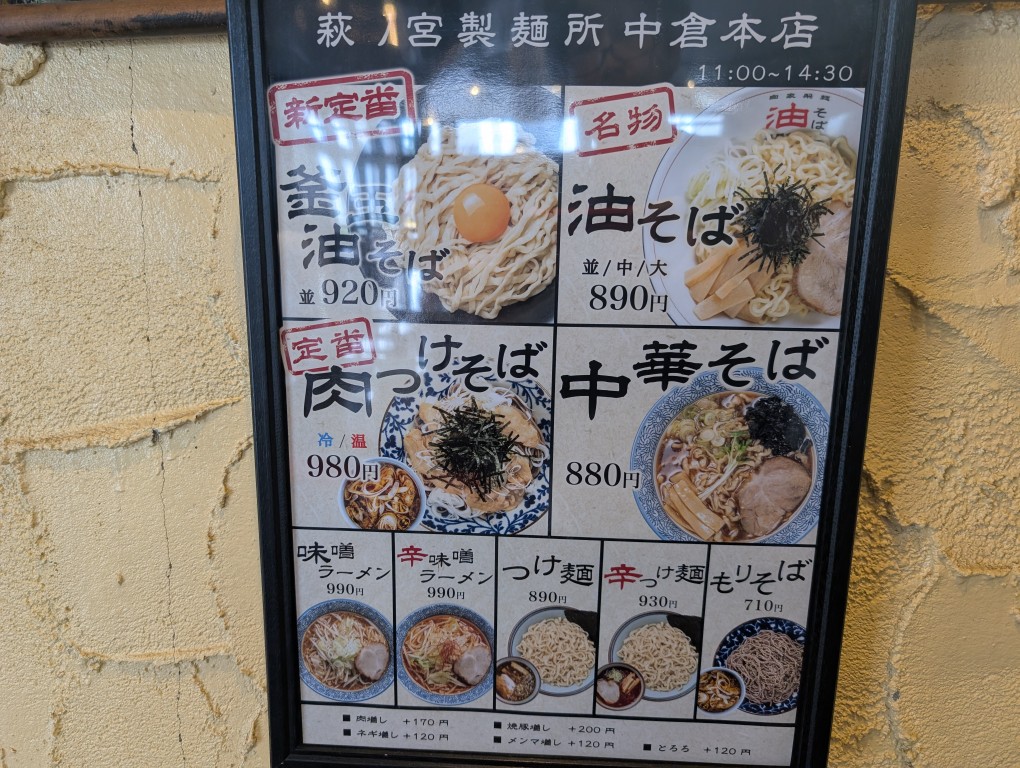 萩ノ宮製麺所 中倉本店
11:00~14:30
新定番
釜玉
油そば
並 920円
名物
油そば
油そば
並/中/大
890円
定番
肉つけそば
冷/温
980円
中華そば
880円
味噌
ラーメン
990円
辛味噌
ラーメン
990円
つけ麺
890円
辛つけ麺
930円
もりそば
710円
■ 肉増し +170円
■ ネギ増し +120円
■ 焼豚増し +200円
■ メンマ増し +120円
■ とろろ +120円